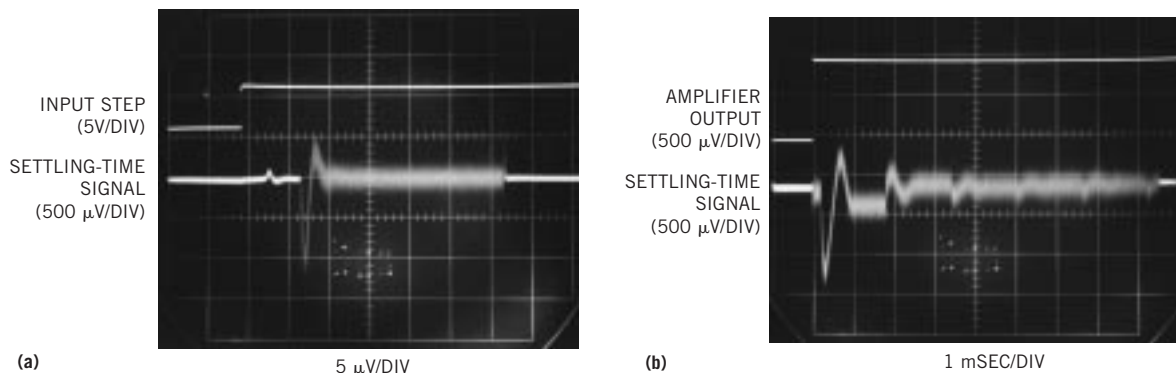 INPUT STEP
(5V/DIV)
SETTLING-TIME
SIGNAL
(500 μV/DIV)
(a)
5 μV/DIV
AMPLIFIER
OUTPUT
(500 μV/DIV)
SETTLING-TIME
SIGNAL
(500 μV/DIV)
(b)
1 mSEC/DIV